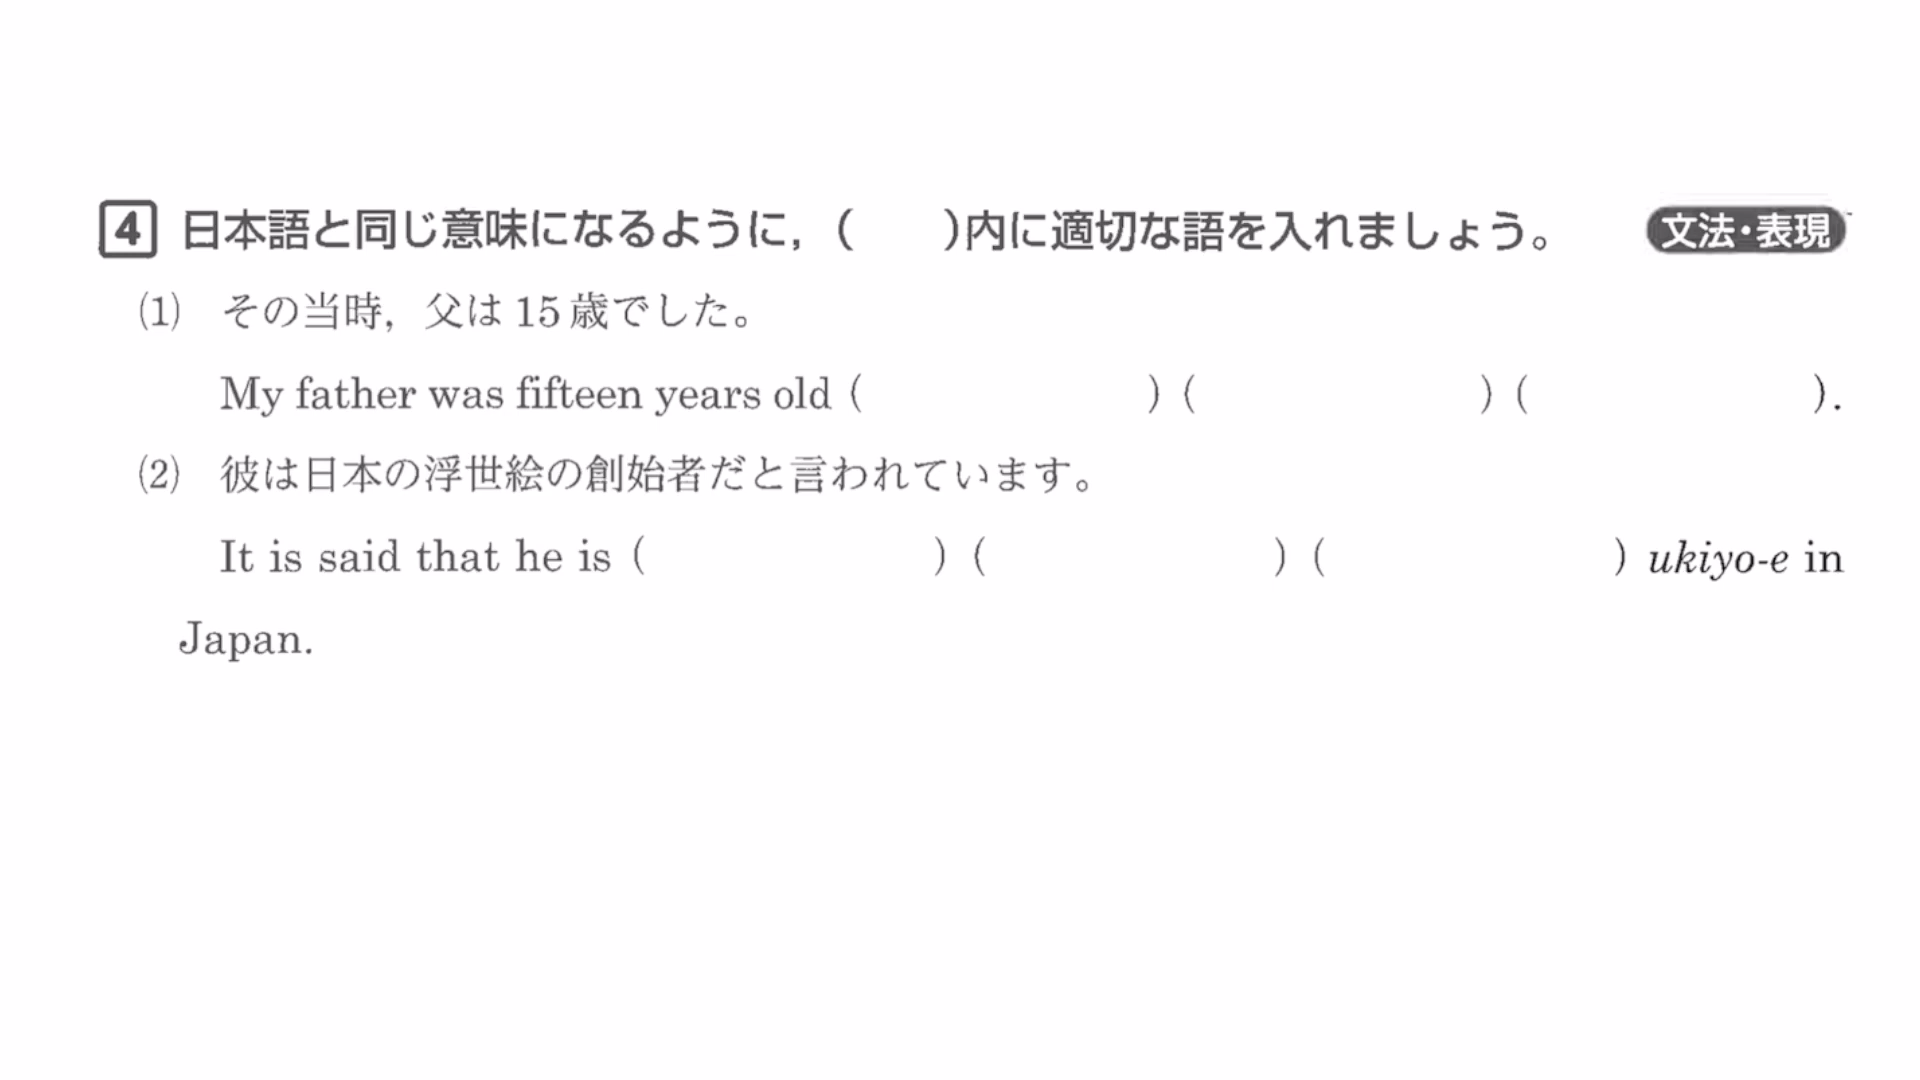 4 日本語と同じ意味になるように，(　　)内に適切な語を入れましょう。 文法・表現
(1) その当時，父は 15 歳でした。
My father was fifteen years old (　　) (　　) (　　).
(2) 彼は日本の浮世絵の創始者だと言われています。
It is said that he is (　　) (　　) (　　) ukiyo-e in
Japan.